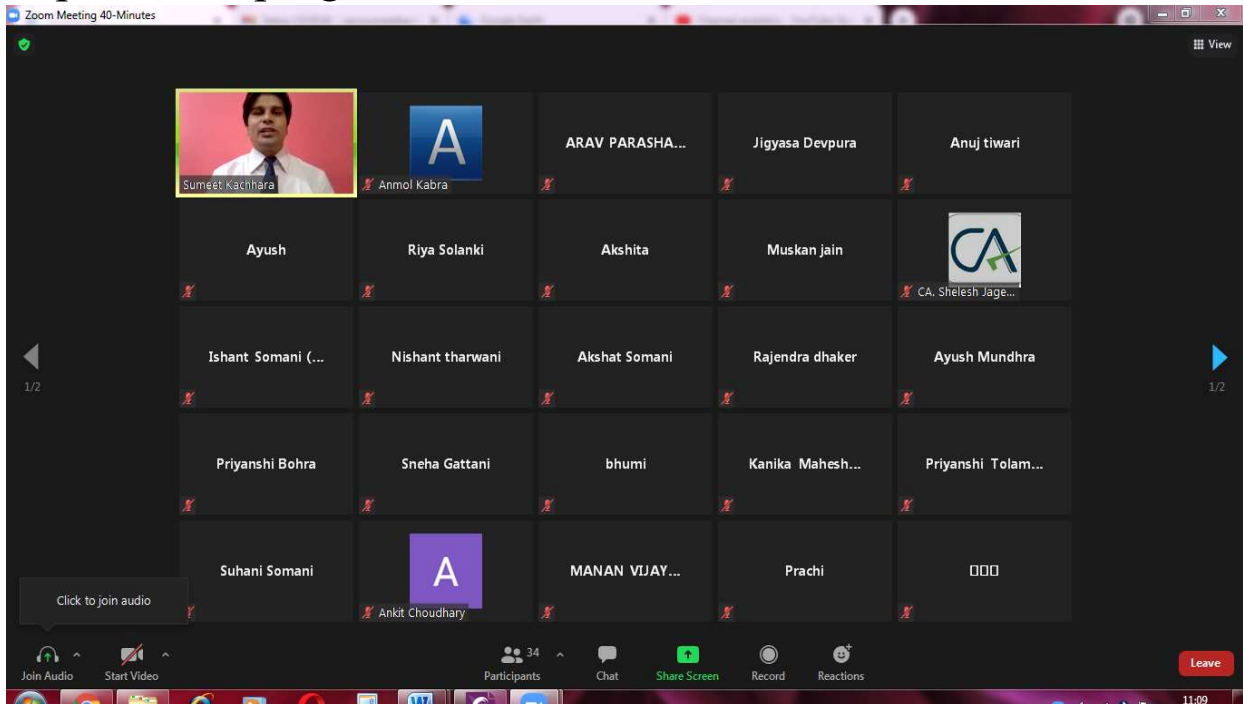 Zoom Meeting 40-Minutes
View
Sumeet Kachhara
A
Anmol Kabra
ARAV PARASHA...
Jigyasa Devpura
Anuj tiwari
Ayush
Riya Solanki
Akshita
Muskan jain
CA
CA. Shelesh Jage...
Ishant Somani (...
Nishant tharwani
Akshat Somani
Rajendra dhaker
Ayush Mundhra
1/2
1/2
Priyanshi Bohra
Sneha Gattani
bhumi
Kanika Mahesh...
Priyanshi Tolam...
Suhani Somani
A
Ankit Choudhary
MANAN VIJAY...
Prachi
Click to join audio
Join Audio
Start Video
34
Participants
Chat
Share Screen
Record
Reactions
Leave
W
11:09